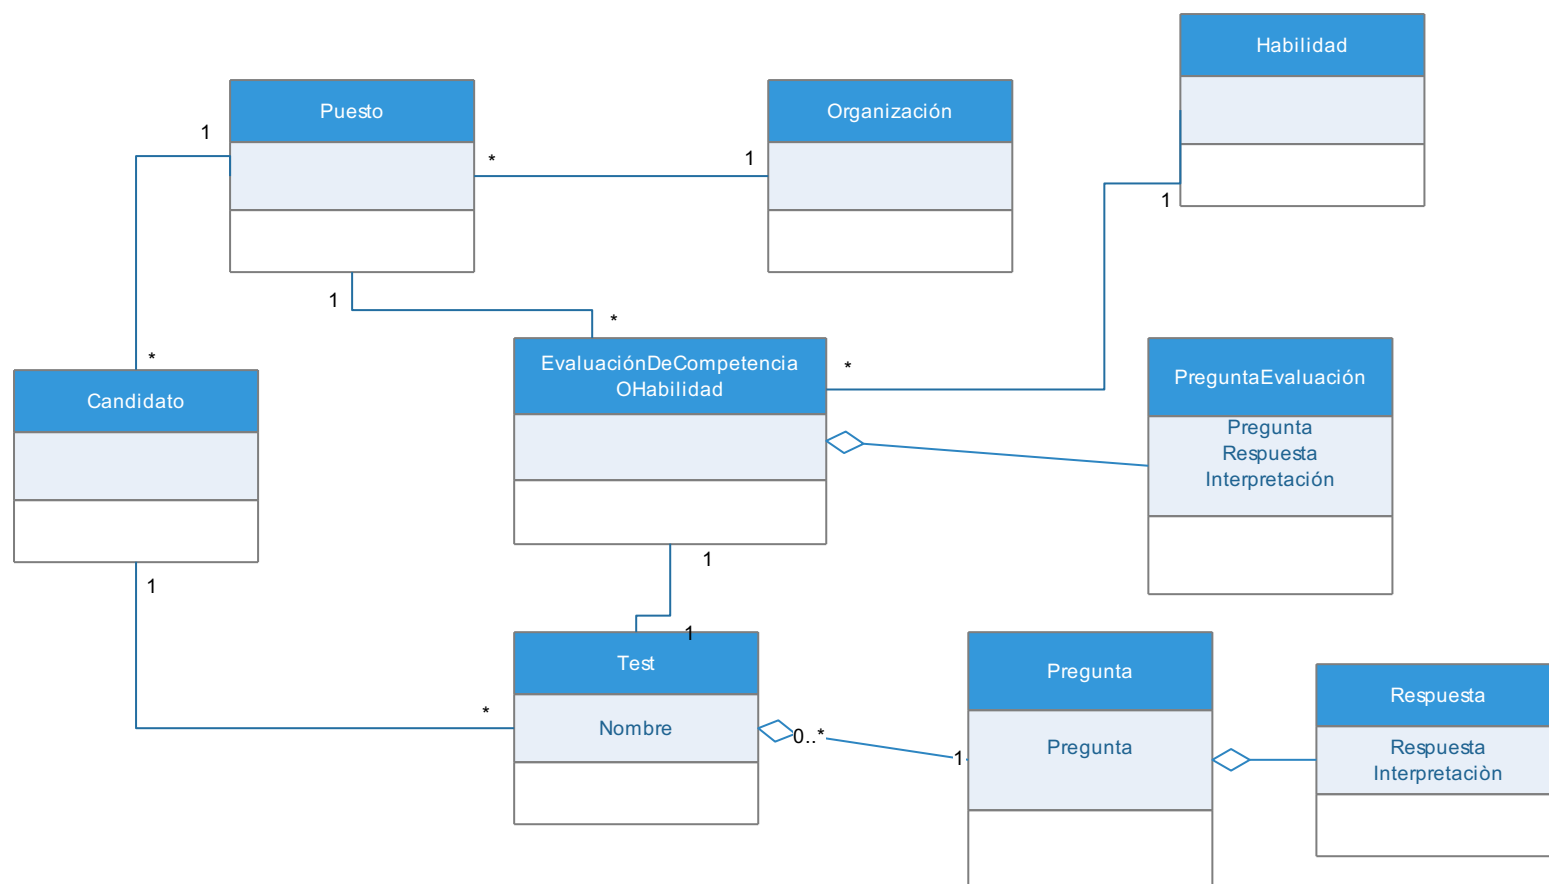 Habilidad
Puesto
Organización
1
*
1
1
1
*
*
*
EvaluaciónDeCompetencia
OHabilidad
PreguntaEvaluación
Candidato
Pregunta
Respuesta
Interpretación
1
1
1
Test
Pregunta
Respuesta
*
Nombre
0..*
1
Pregunta
Respuesta
Interpretaciòn